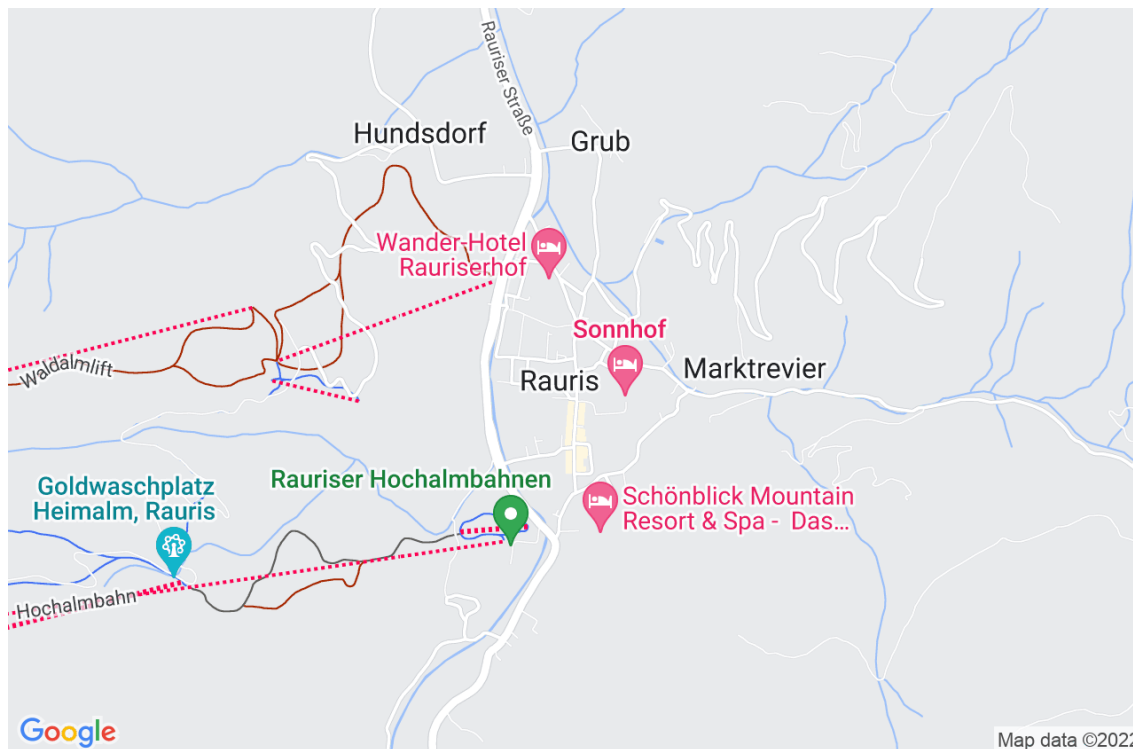 Rauriser Straße
Hundsdorf
Grub
Wander-Hotel
Rauriserhof
Sonnhof
Waldalmlift
Rauris
Marktrevier
Rauriser Hochalmbahnen
Goldwaschplatz
Heimalm, Rauris
Schönblick Mountain
Resort & Spa - Das...
Hochalmbahn
Google
Map data ©2022